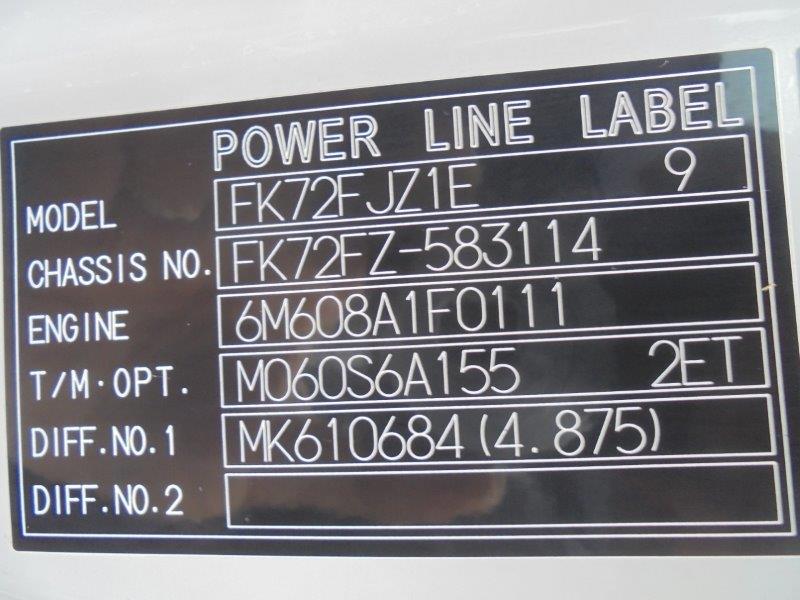 POWER LINE LABEL
MODEL FK72FJZ1E 9
CHASSIS NO. FK72FZ-583114
ENGINE 6M608A1F0111
T/M·OPT. M060S6A155 2ET
DIFF.NO.1 MK610684(4.875)
DIFF.NO.2